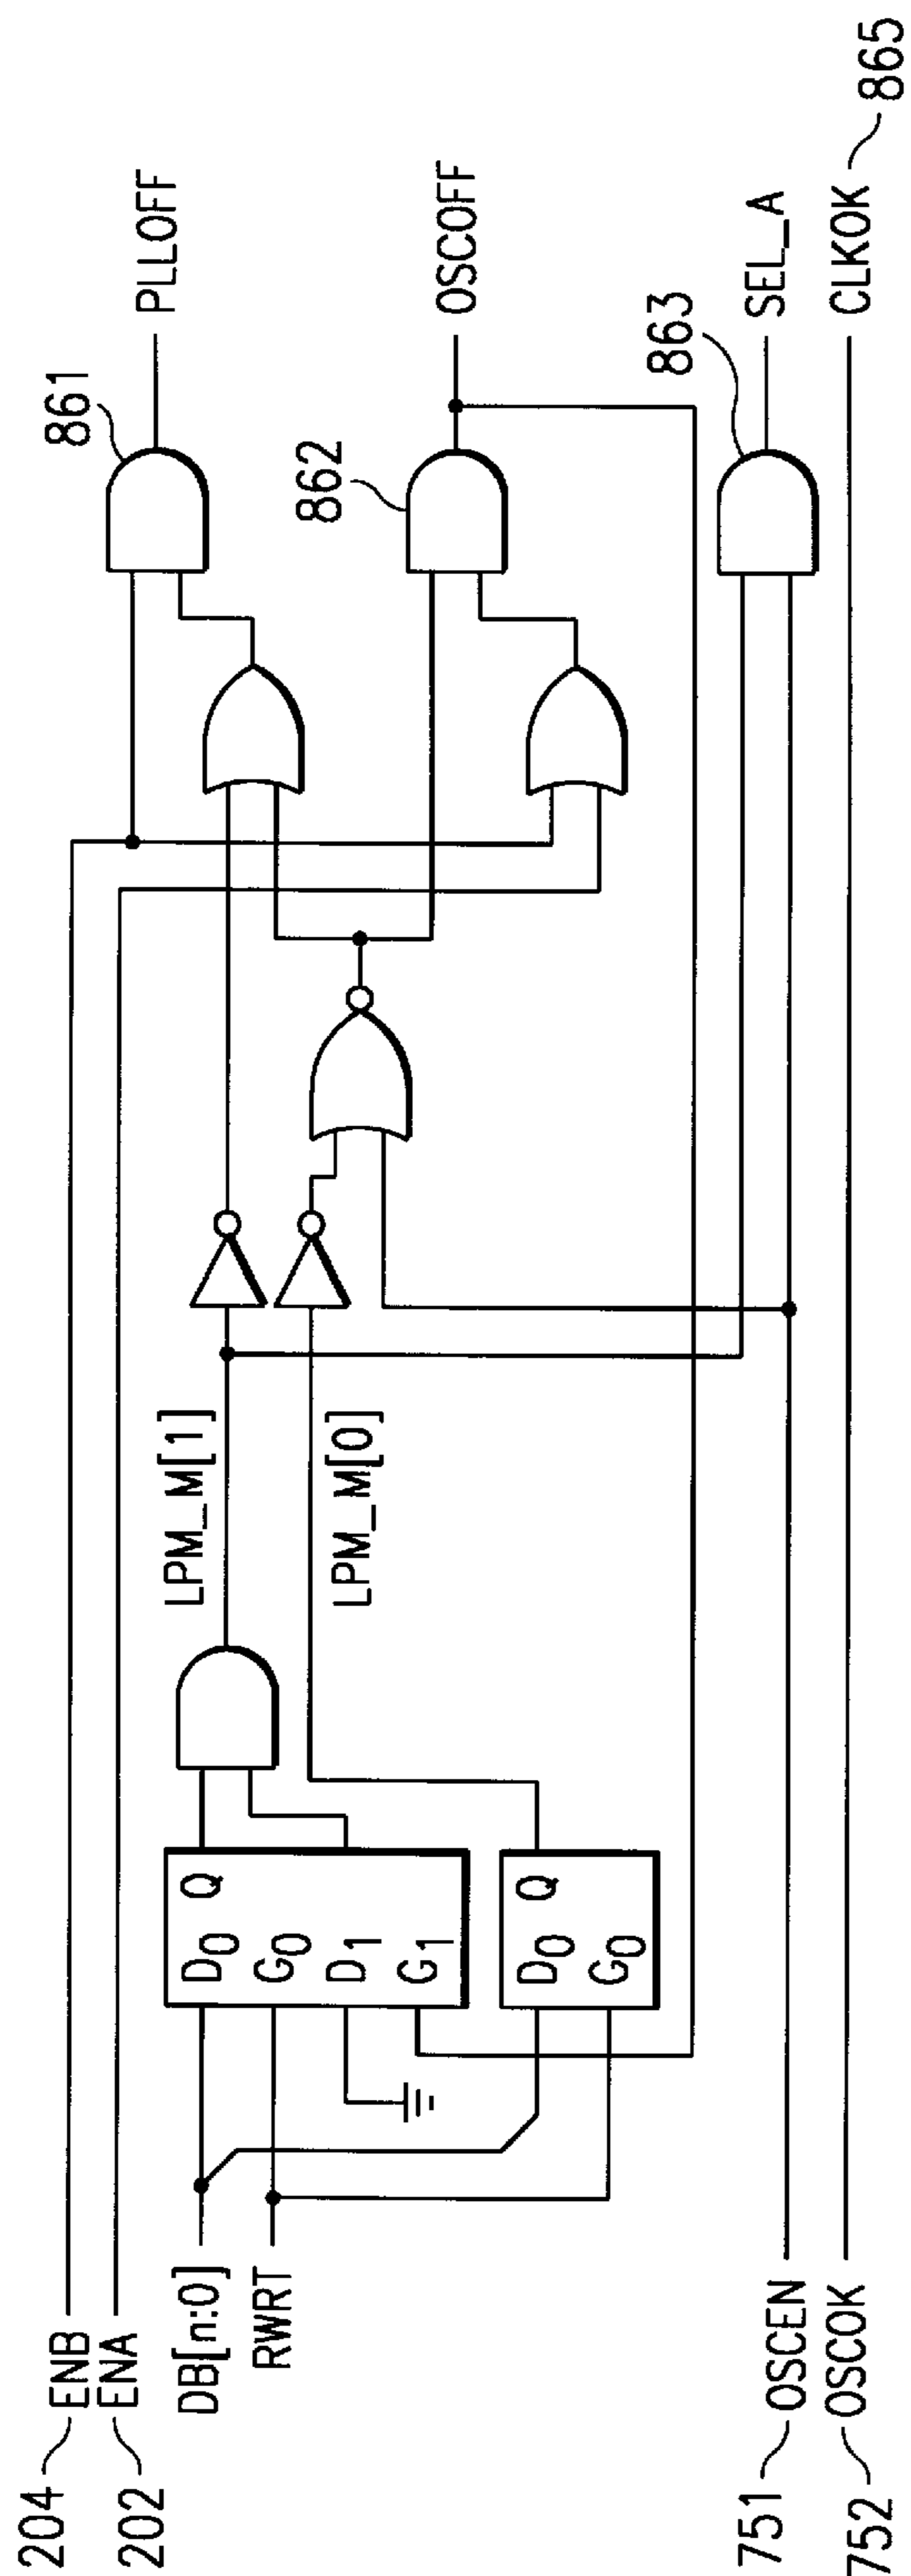 204 ENB
202 ENA
DB[n:0]
RWRT
D0 Q
G0
D1
G1
D0 Q
G0
LPM_M[1]
LPM_M[0]
861
PLLOFF
862
OSCOFF
863
SEL_A
751 OSCEN
752 OSCOK
CLKOK 865